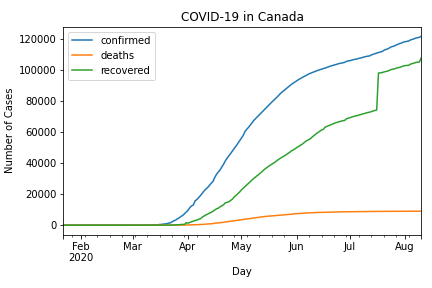 COVID-19 in Canada
confirmed
deaths
recovered
120000
100000
80000
60000
40000
20000
0
Number of Cases
Feb Mar Apr May Jun Jul Aug
2020
Day